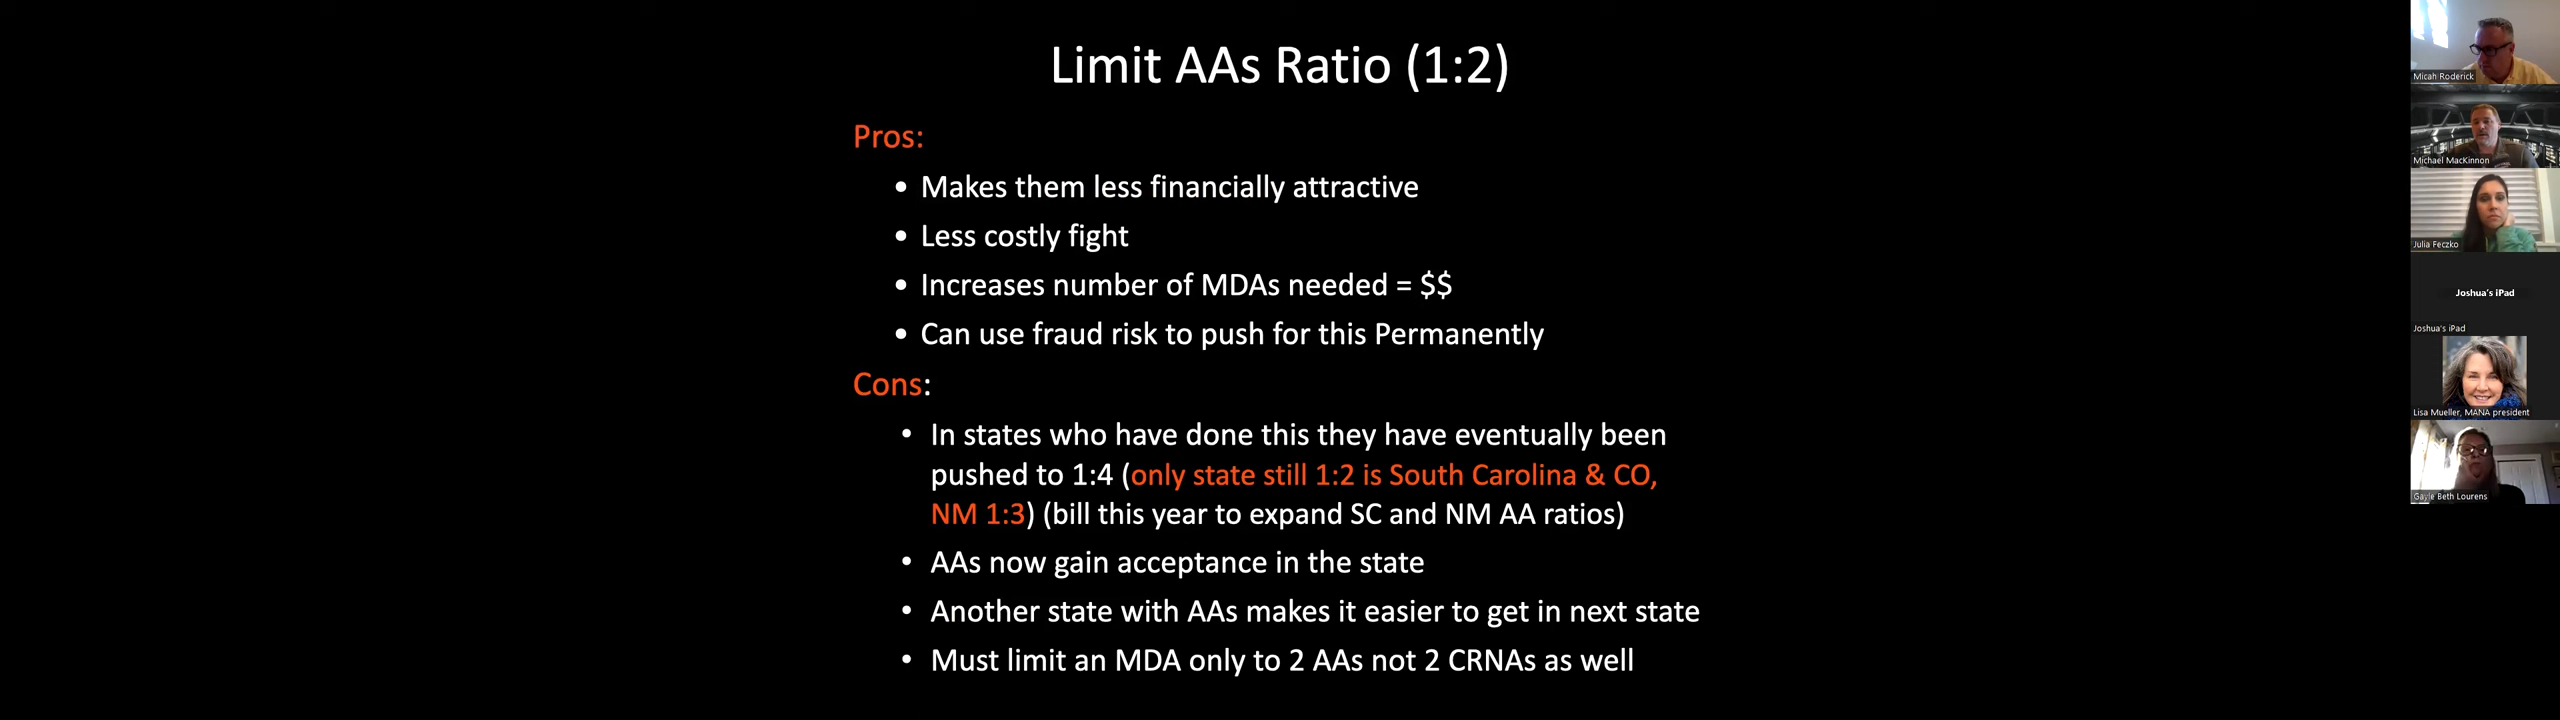 Limit AAs Ratio (1:2)
Pros:
• Makes them less financially attractive
• Less costly fight
• Increases number of MDAs needed = $$
• Can use fraud risk to push for this Permanently
Cons:
• In states who have done this they have eventually been
pushed to 1:4 (only state still 1:2 is South Carolina & CO,
NM 1:3) (bill this year to expand SC and NM AA ratios)
• AAs now gain acceptance in the state
• Another state with AAs makes it easier to get in next state
• Must limit an MDA only to 2 AAs not 2 CRNAs as well
Micah Roderick
Michael MacKinnon
Julia Feczko
Joshua's iPad
Joshua's iPad
Lisa Mueller, MANA president
Gayle Beth Lourens